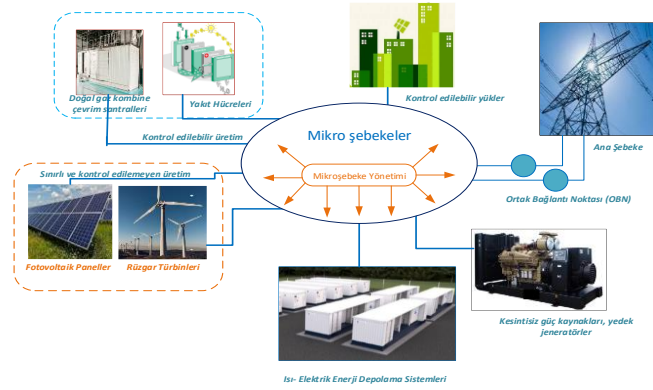 Doğal gaz kombine
çevrim santralleri
Yakıt Hücreleri
Kontrol edilebilir yükler
Ana Şebeke
Kontrol edilebilir üretim
Mikro şebekeler
Mikroşebeke Yönetimi
Sınırlı ve kontrol edilemeyen üretim
Ortak Bağlantı Noktası (OBN)
Fotovoltaik Paneller
Rüzgar Türbinleri
Kesintisiz güç kaynakları, yedek
jeneratörler
Isı- Elektrik Enerji Depolama Sistemleri